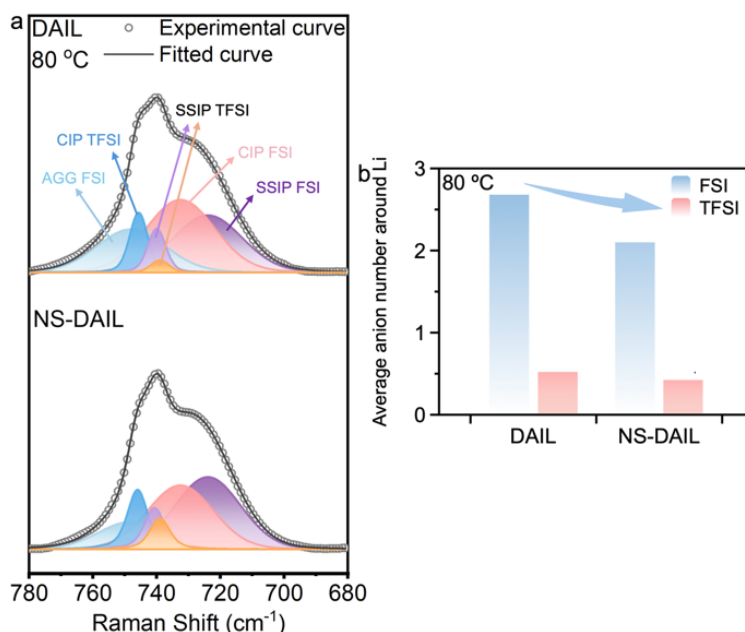 a
DAIL
80 ºC
Experimental curve
Fitted curve
SSIP TFSI
CIP TFSI
CIP FSI
AGG FSI
SSIP FSI
NS-DAIL
780 760 740 720 700 680
Raman Shift (cm⁻¹)
b
Average anion number around Li
3
2
1
0
80 ºC
FSI
TFSI
DAIL NS-DAIL